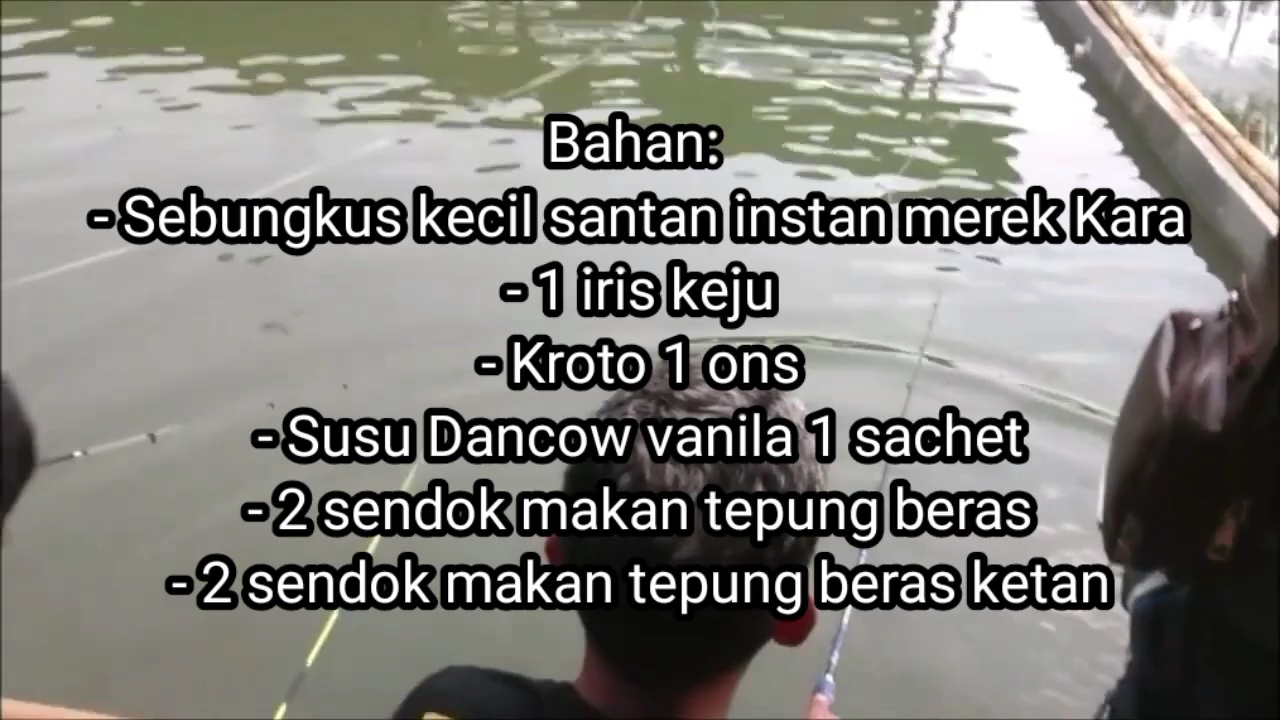 Bahan:
- Sebungkus kecil santan instan merek Kara
- 1 iris keju
- Kroto 1 ons
- Susu Dancow vanila 1 sachet
- 2 sendok makan tepung beras
- 2 sendok makan tepung beras ketan